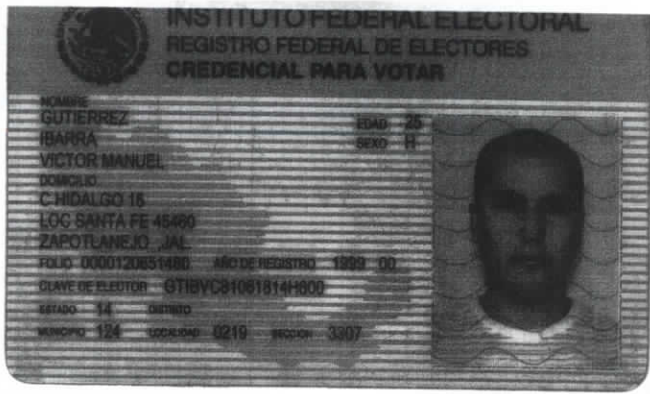 INSTITUTO FEDERAL ELECTORAL
REGISTRO FEDERAL DE ELECTORES
CREDENCIAL PARA VOTAR
NOMBRE
GUTIERREZ
IBARRA
VICTOR MANUEL
EDAD 25
SEXO H
DOMICILIO
C HIDALGO 16
LOC SANTA FE 45460
ZAPOTLANEJO ,JAL.
FOLIO 0000120651480 AÑO DE REGISTRO 1999 00
CLAVE DE ELECTOR GTIBVC81061814H600
ESTADO 14 DISTRITO
MUNICIPIO 124 LOCALIDAD 0219 SECCION 3307